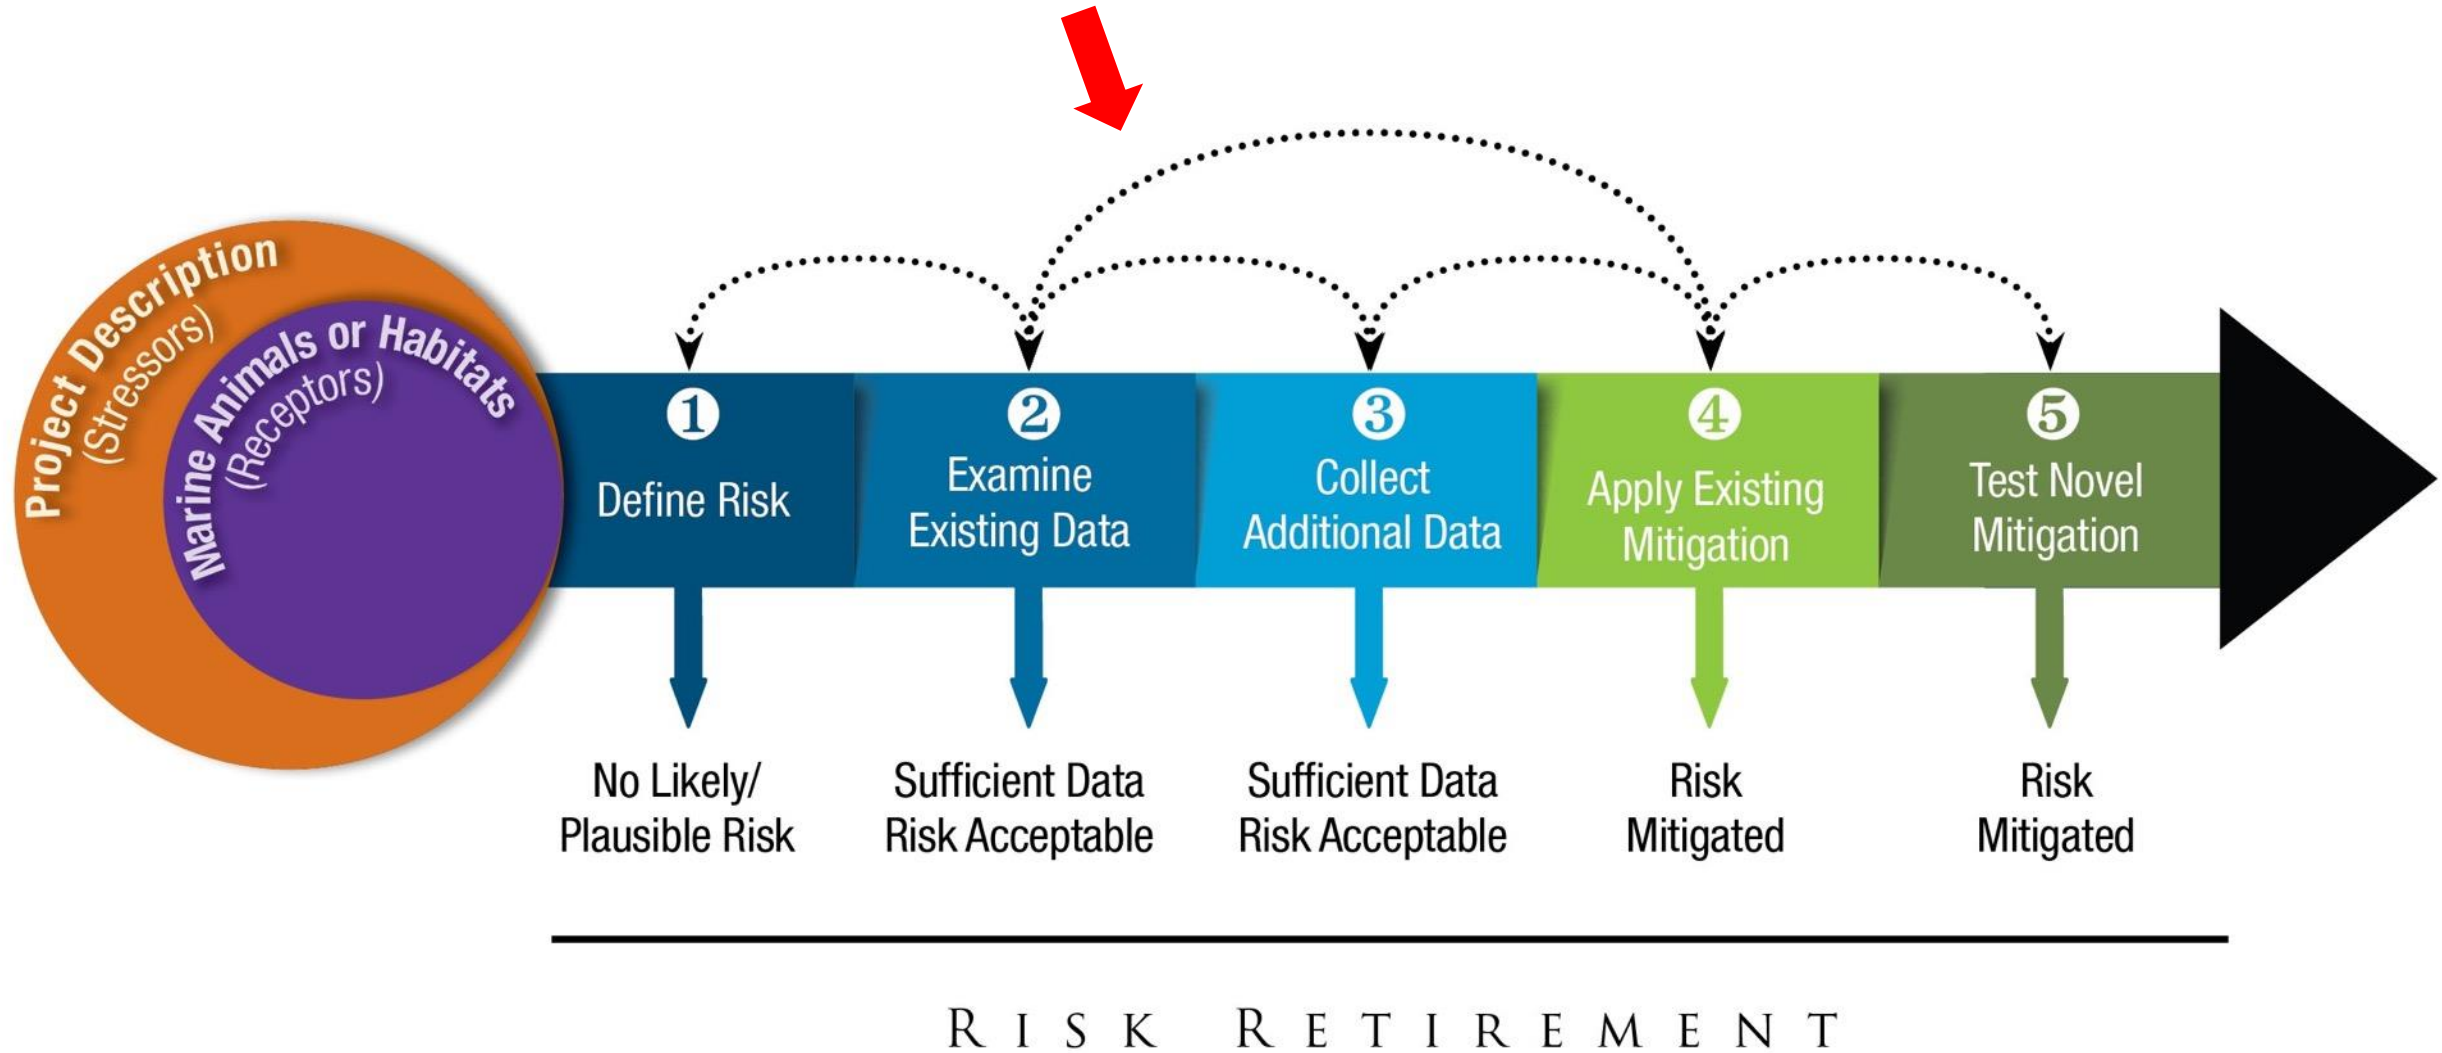 Project Description
(Stressors)
Marine Animals or Habitats
(Receptors)
1
Define Risk
2
Examine
Existing Data
3
Collect
Additional Data
4
Apply Existing
Mitigation
5
Test Novel
Mitigation
No Likely/
Plausible Risk
Sufficient Data
Risk Acceptable
Sufficient Data
Risk Acceptable
Risk
Mitigated
Risk
Mitigated
RISK RETIREMENT